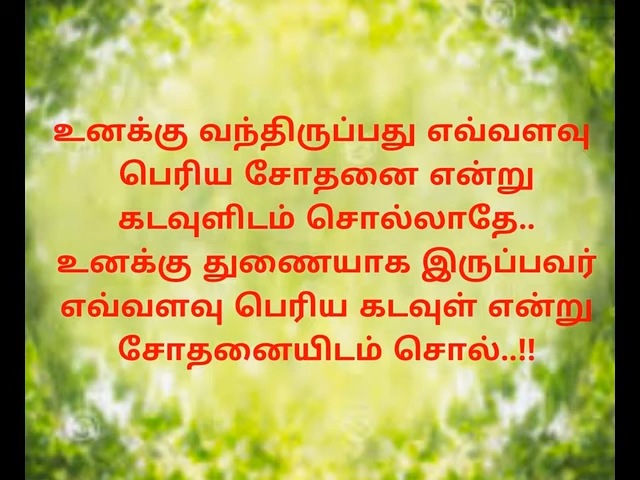 உனக்கு வந்திருப்பது எவ்வளவு
பெரிய சோதனை என்று
கடவுளிடம் சொல்லாதே..
உனக்கு துணையாக இருப்பவர்
எவ்வளவு பெரிய கடவுள் என்று
சோதனையிடம் சொல்..!!